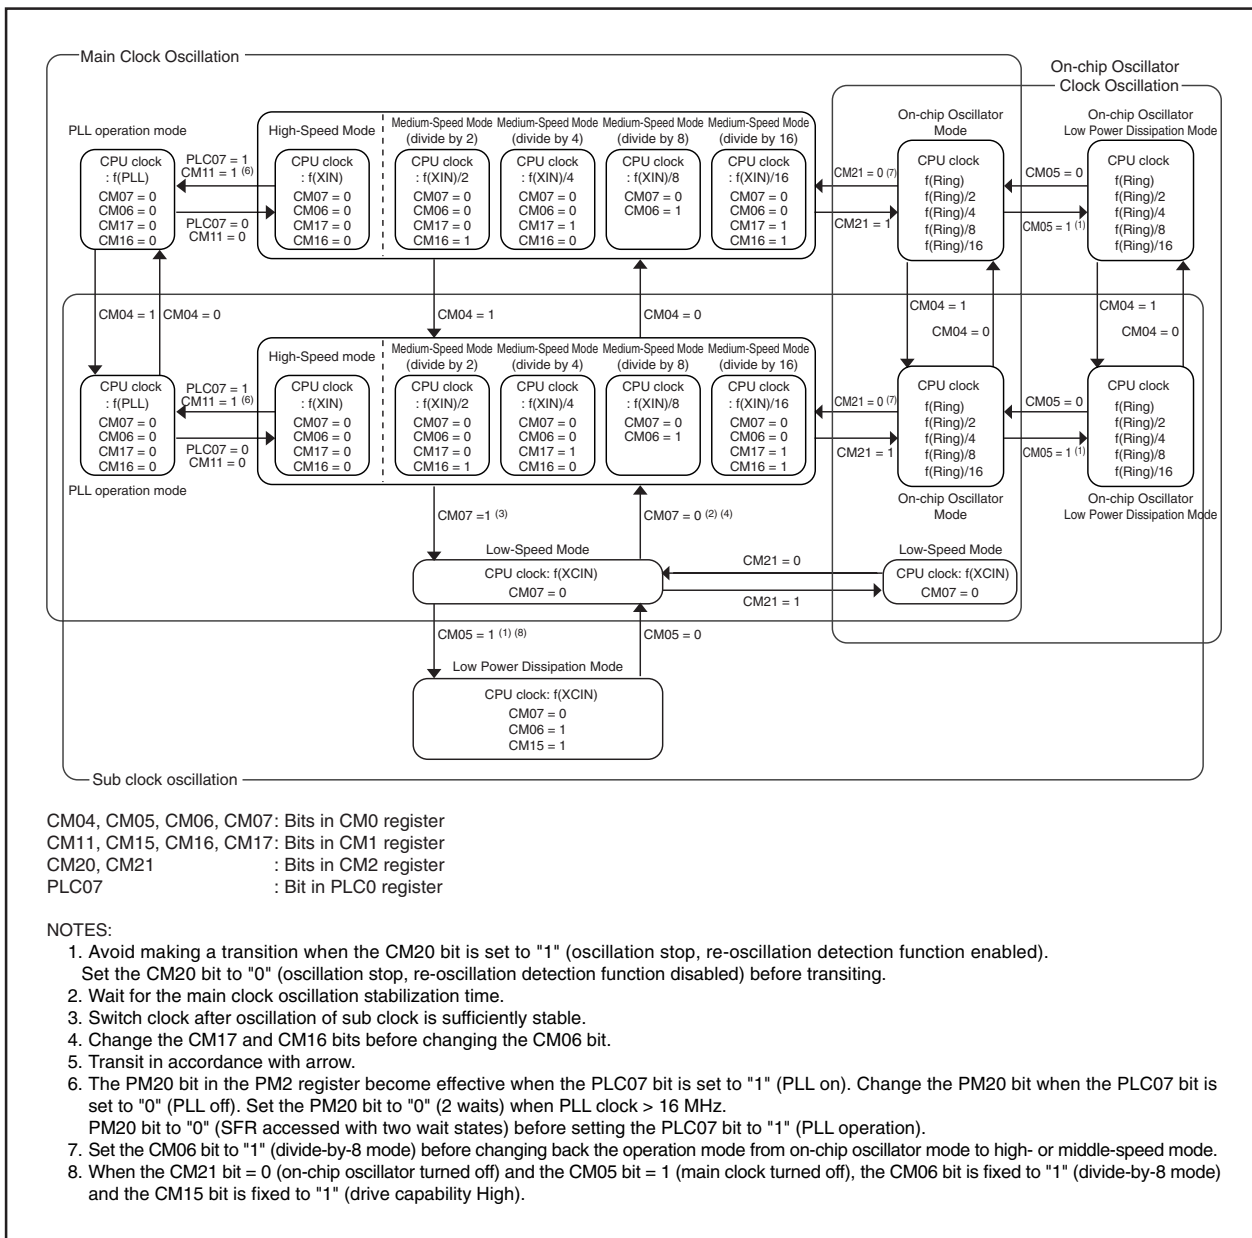 Main Clock Oscillation
On-chip Oscillator
Clock Oscillation
PLL operation mode
High-Speed Mode
Medium-Speed Mode
(divide by 2)
Medium-Speed Mode
(divide by 4)
Medium-Speed Mode
(divide by 8)
Medium-Speed Mode
(divide by 16)
On-chip Oscillator
Mode
On-chip Oscillator
Low Power Dissipation Mode
CPU clock
: f(PLL)
CM07 = 0
CM06 = 0
CM17 = 0
CM16 = 0
PLC07 = 1
CM11 = 1 (6)
PLC07 = 0
CM11 = 0
CPU clock
: f(XIN)
CM07 = 0
CM06 = 0
CM17 = 0
CM16 = 0
CPU clock
: f(XIN)/2
CM07 = 0
CM06 = 0
CM17 = 0
CM16 = 1
CPU clock
: f(XIN)/4
CM07 = 0
CM06 = 0
CM17 = 1
CM16 = 0
CPU clock
: f(XIN)/8
CM07 = 0
CM06 = 1
CPU clock
: f(XIN)/16
CM07 = 0
CM06 = 0
CM17 = 1
CM16 = 1
CM21 = 0 (7)
CM21 = 1
CPU clock
f(Ring)
f(Ring)/2
f(Ring)/4
f(Ring)/8
f(Ring)/16
CM05 = 0
CM05 = 1 (1)
CPU clock
f(Ring)
f(Ring)/2
f(Ring)/4
f(Ring)/8
f(Ring)/16
CM04 = 1
CM04 = 0
CM04 = 1
CM04 = 0
CM04 = 1
CM04 = 0
CM04 = 1
CM04 = 0
High-Speed mode
Medium-Speed Mode
(divide by 2)
Medium-Speed Mode
(divide by 4)
Medium-Speed Mode
(divide by 8)
Medium-Speed Mode
(divide by 16)
CPU clock
: f(PLL)
CM07 = 0
CM06 = 0
CM17 = 0
CM16 = 0
PLC07 = 1
CM11 = 1 (6)
PLC07 = 0
CM11 = 0
CPU clock
: f(XIN)
CM07 = 0
CM06 = 0
CM17 = 0
CM16 = 0
CPU clock
: f(XIN)/2
CM07 = 0
CM06 = 0
CM17 = 0
CM16 = 1
CPU clock
: f(XIN)/4
CM07 = 0
CM06 = 0
CM17 = 1
CM16 = 0
CPU clock
: f(XIN)/8
CM07 = 0
CM06 = 1
CPU clock
: f(XIN)/16
CM07 = 0
CM06 = 0
CM17 = 1
CM16 = 1
CM21 = 0 (7)
CM21 = 1
CPU clock
f(Ring)
f(Ring)/2
f(Ring)/4
f(Ring)/8
f(Ring)/16
CM05 = 0
CM05 = 1 (1)
CPU clock
f(Ring)
f(Ring)/2
f(Ring)/4
f(Ring)/8
f(Ring)/16
PLL operation mode
On-chip Oscillator
Mode
On-chip Oscillator
Low Power Dissipation Mode
CM07 =1 (3)
CM07 = 0 (2) (4)
Low-Speed Mode
CPU clock: f(XCIN)
CM07 = 0
CM21 = 0
CM21 = 1
Low-Speed Mode
CPU clock: f(XCIN)
CM07 = 0
CM05 = 1 (1) (8)
CM05 = 0
Low Power Dissipation Mode
CPU clock: f(XCIN)
CM07 = 0
CM06 = 1
CM15 = 1
Sub clock oscillation
CM04, CM05, CM06, CM07: Bits in CM0 register
CM11, CM15, CM16, CM17: Bits in CM1 register
CM20, CM21 : Bits in CM2 register
PLC07 : Bit in PLC0 register
NOTES:
1. Avoid making a transition when the CM20 bit is set to "1" (oscillation stop, re-oscillation detection function enabled).
Set the CM20 bit to "0" (oscillation stop, re-oscillation detection function disabled) before transiting.
2. Wait for the main clock oscillation stabilization time.
3. Switch clock after oscillation of sub clock is sufficiently stable.
4. Change the CM17 and CM16 bits before changing the CM06 bit.
5. Transit in accordance with arrow.
6. The PM20 bit in the PM2 register become effective when the PLC07 bit is set to "1" (PLL on). Change the PM20 bit when the PLC07 bit is
set to "0" (PLL off). Set the PM20 bit to "0" (2 waits) when PLL clock > 16 MHz.
PM20 bit to "0" (SFR accessed with two wait states) before setting the PLC07 bit to "1" (PLL operation).
7. Set the CM06 bit to "1" (divide-by-8 mode) before changing back the operation mode from on-chip oscillator mode to high- or middle-speed mode.
8. When the CM21 bit = 0 (on-chip oscillator turned off) and the CM05 bit = 1 (main clock turned off), the CM06 bit is fixed to "1" (divide-by-8 mode)
and the CM15 bit is fixed to "1" (drive capability High).